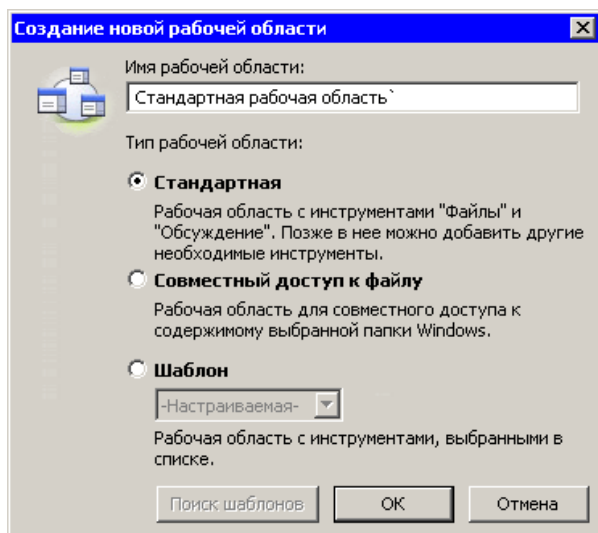 Создание новой рабочей области
Имя рабочей области:
Стандартная рабочая область`
Тип рабочей области:
Стандартная
Рабочая область с инструментами "Файлы" и
"Обсуждение". Позже в нее можно добавить другие
необходимые инструменты.
Совместный доступ к файлу
Рабочая область для совместного доступа к
содержимому выбранной папки Windows.
Шаблон
-Настраиваемая-
Рабочая область с инструментами, выбранными в
списке.
Поиск шаблонов ОК Отмена